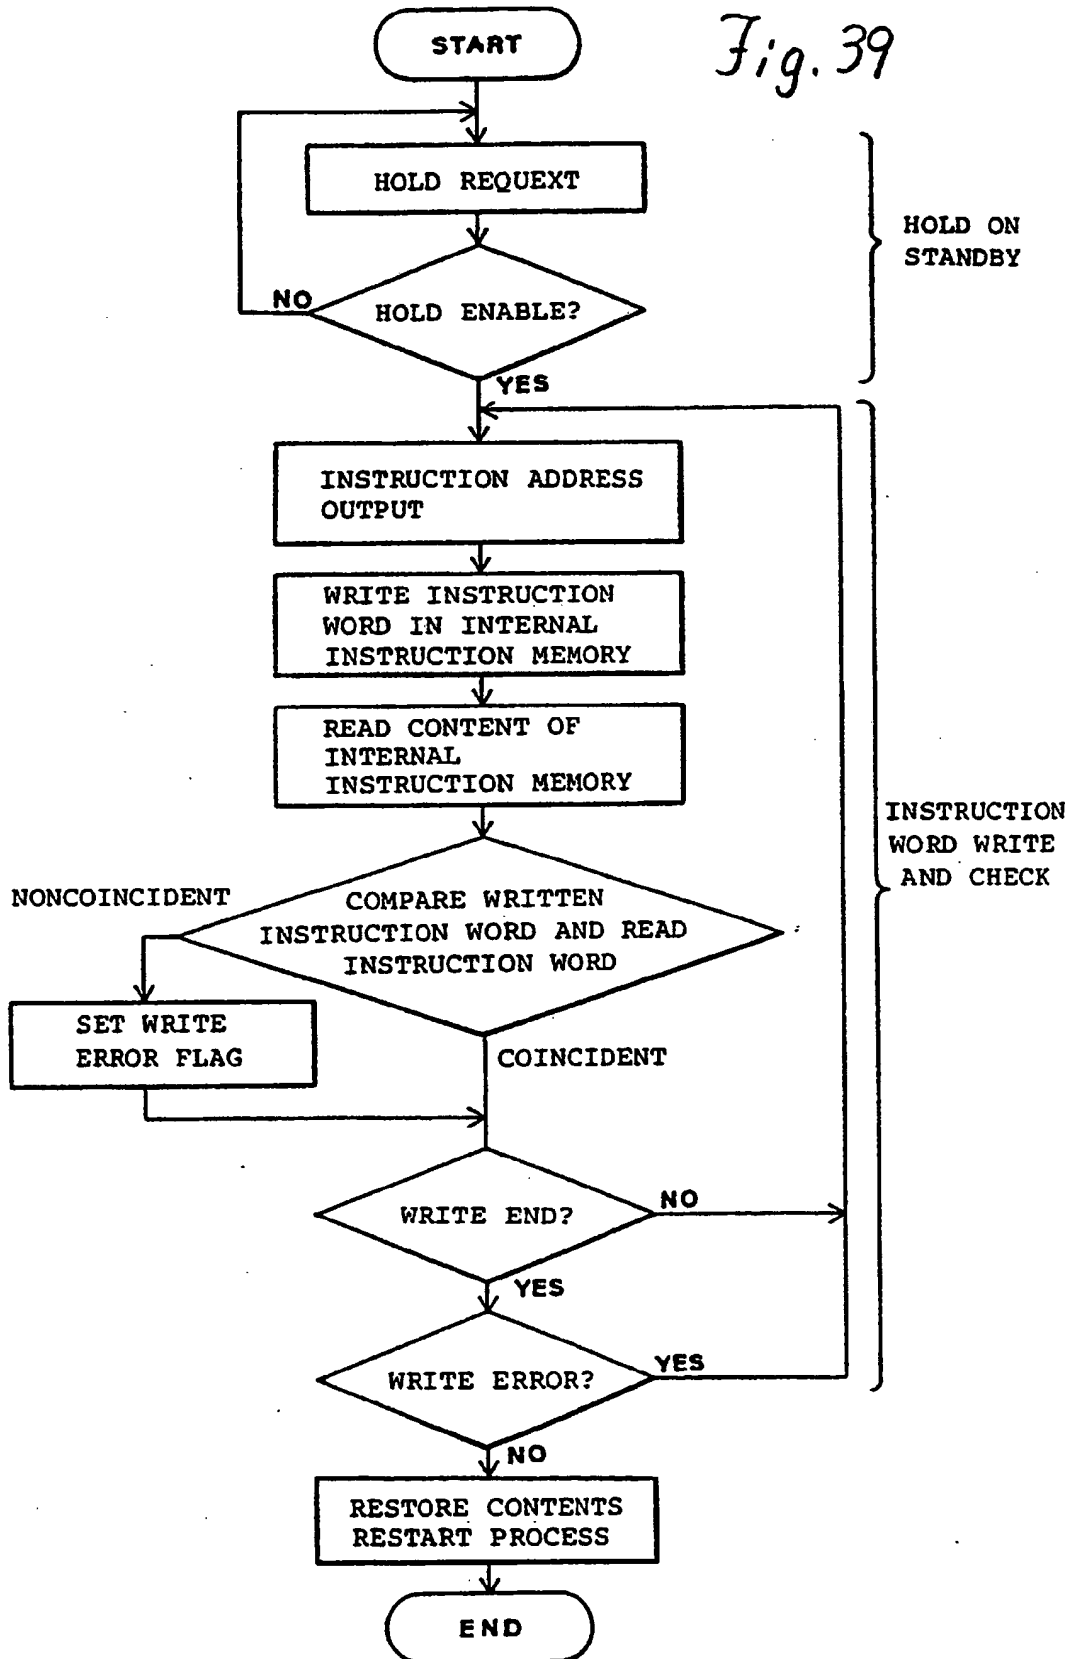 START
Fig. 39
HOLD REQUEXT
HOLD ON
STANDBY
NO
HOLD ENABLE?
YES
INSTRUCTION ADDRESS
OUTPUT
WRITE INSTRUCTION
WORD IN INTERNAL
INSTRUCTION MEMORY
READ CONTENT OF
INTERNAL
INSTRUCTION MEMORY
INSTRUCTION
WORD WRITE
AND CHECK
NONCOINCIDENT
COMPARE WRITTEN
INSTRUCTION WORD AND READ
INSTRUCTION WORD
SET WRITE
ERROR FLAG
COINCIDENT
WRITE END?
NO
YES
WRITE ERROR?
YES
NO
RESTORE CONTENTS
RESTART PROCESS
END